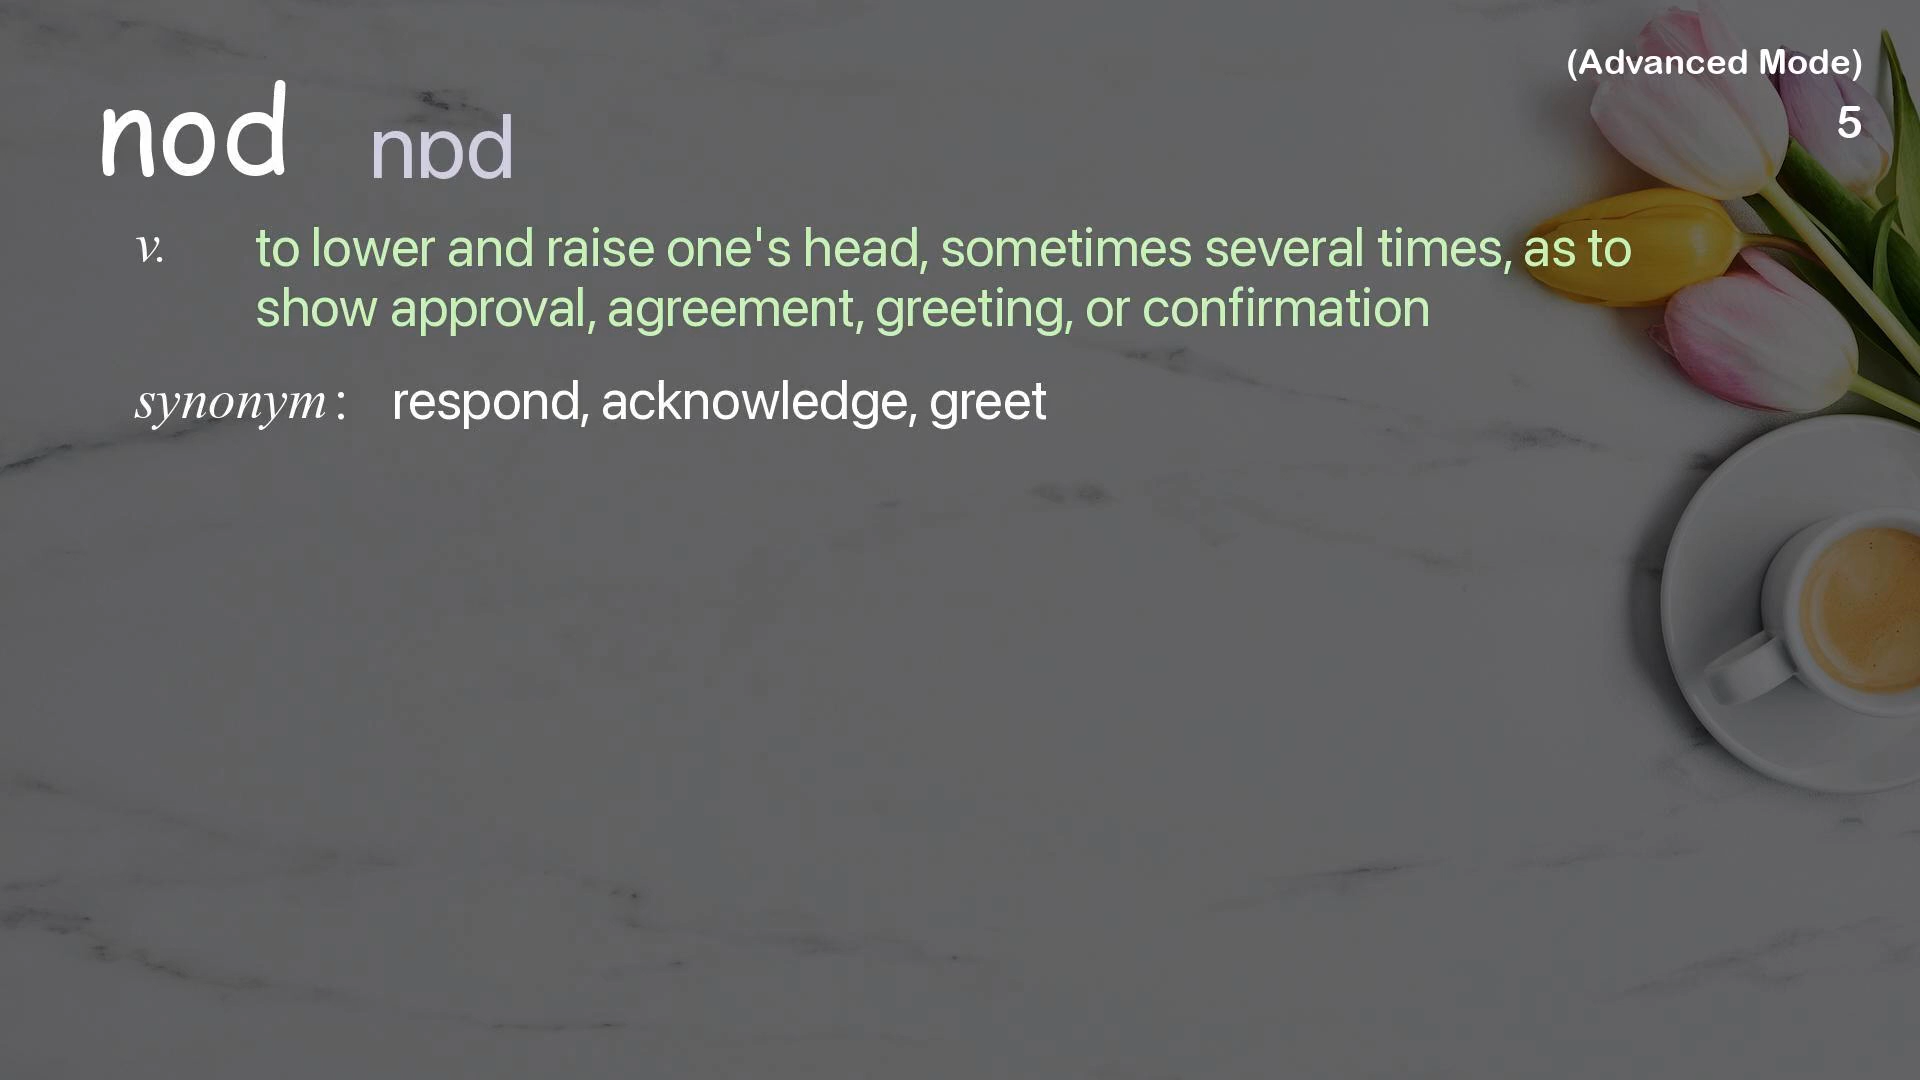 (Advanced Mode)
5
nod nɒd
v. to lower and raise one's head, sometimes several times, as to
show approval, agreement, greeting, or confirmation
synonym : respond, acknowledge, greet